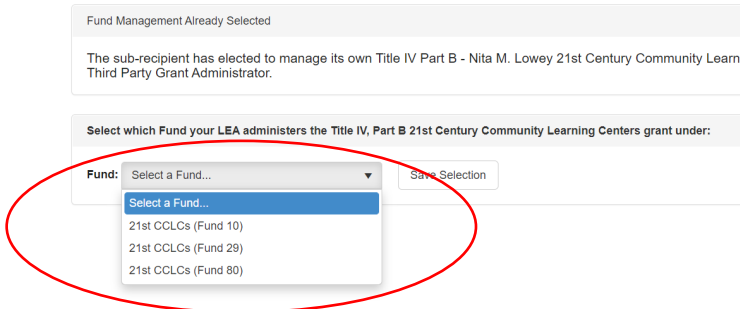 Fund Management Already Selected
The sub-recipient has elected to manage its own Title IV Part B - Nita M. Lowey 21st Century Community Learn
Third Party Grant Administrator.
Select which Fund your LEA administers the Title IV, Part B 21st Century Community Learning Centers grant under:
Fund: Select a Fund... Save Selection
Select a Fund...
21st CCLCs (Fund 10)
21st CCLCs (Fund 29)
21st CCLCs (Fund 80)